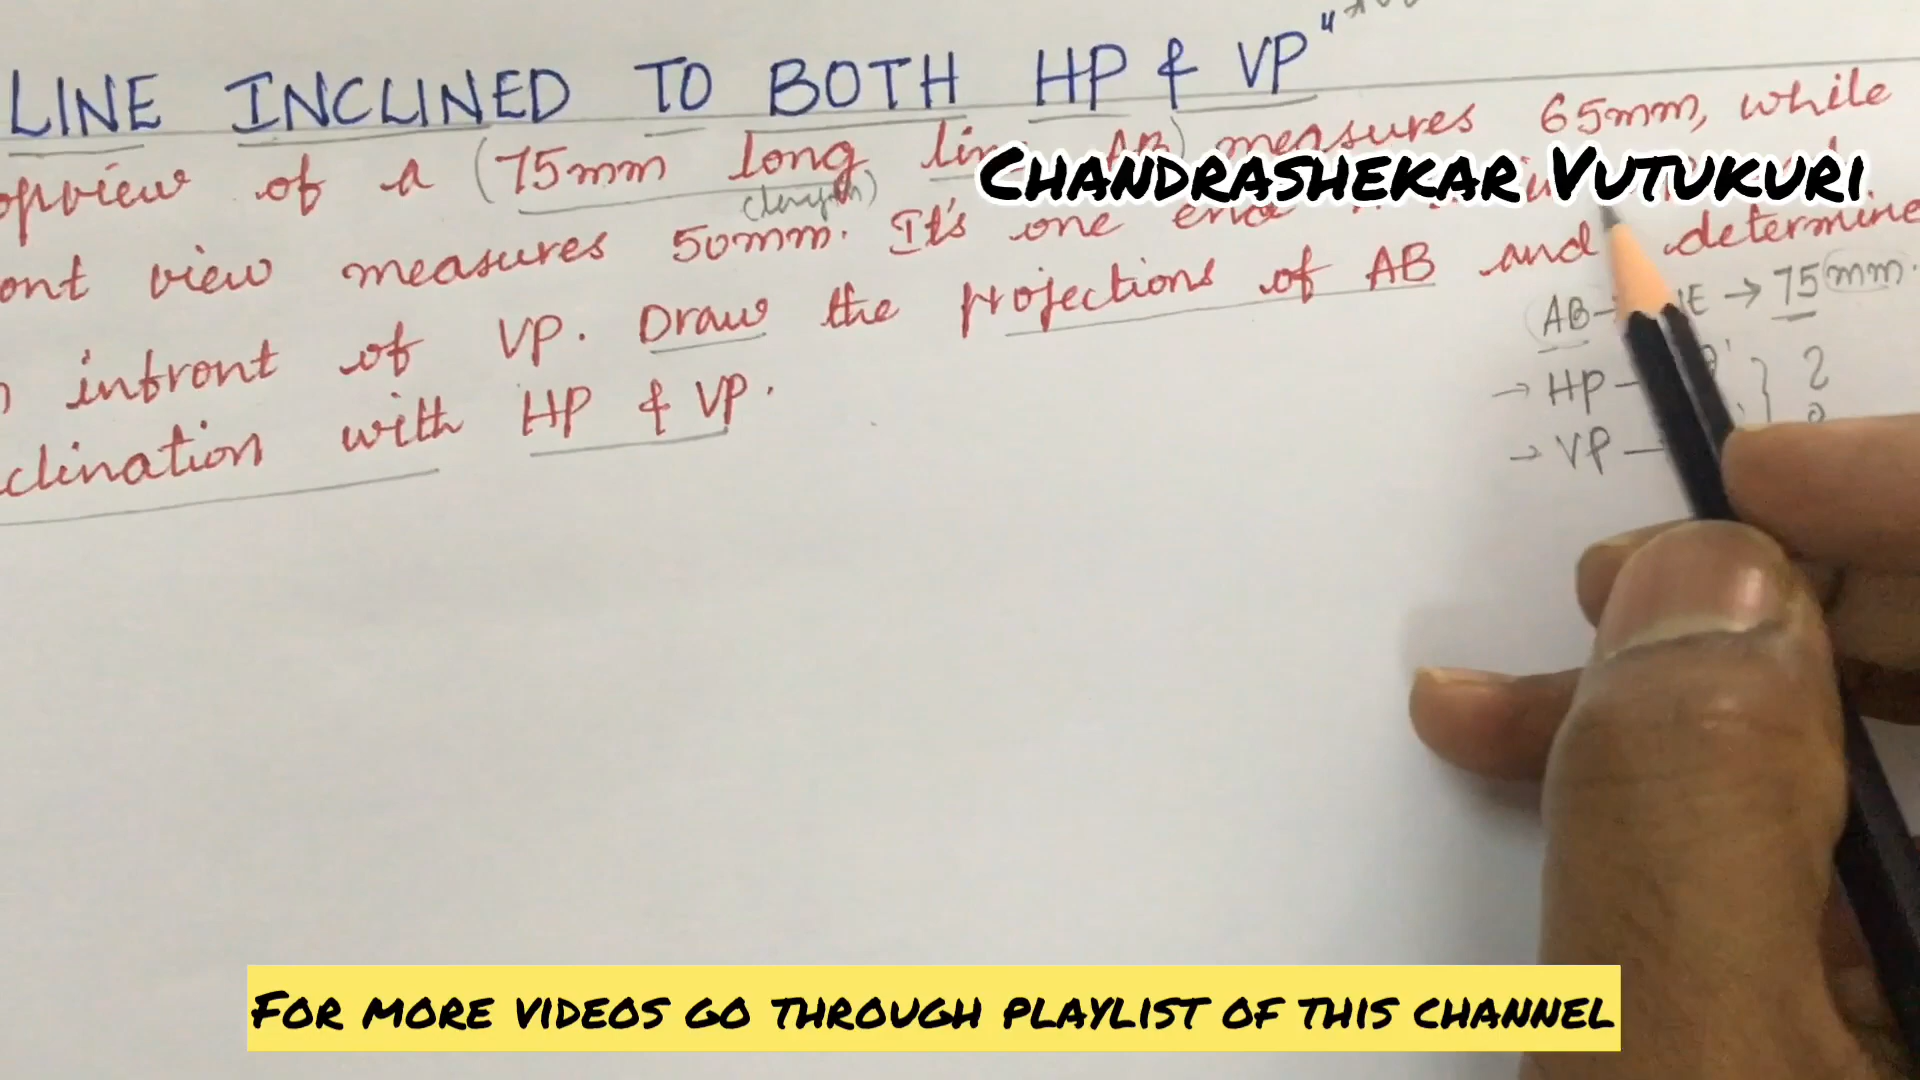 LINE INCLINED TO BOTH HP & VP"
opview of a (75mm long line AB) measures 65mm, while
(length)
Chandrashekar Vutukuri
ont view measures 50mm. It's one end
infront of VP. Draw the projections of AB and determine
clination with HP & VP.
AB → 75mm.
→ HP – θ' } ?
→ VP –
For more videos go through playlist of this channel